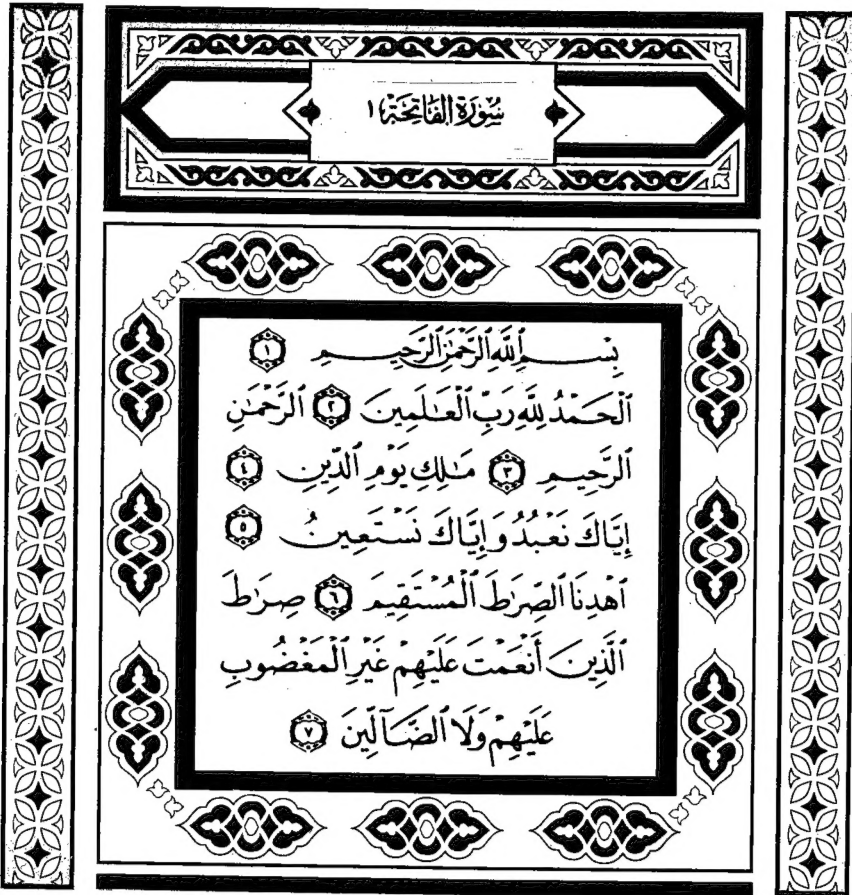 سُورَةُ الفَاتِحَةِ ١
بِسْمِ ٱللَّهِ ٱلرَّحْمَٰنِ ٱلرَّحِيمِ ١
ٱلْحَمْدُ لِلَّهِ رَبِّ ٱلْعَٰلَمِينَ ٢ ٱلرَّحْمَٰنِ
ٱلرَّحِيمِ ٣ مَٰلِكِ يَوْمِ ٱلدِّينِ ٤
إِيَّاكَ نَعْبُدُ وَإِيَّاكَ نَسْتَعِينُ ٥
ٱهْدِنَا ٱلصِّرَٰطَ ٱلْمُسْتَقِيمَ ٦ صِرَٰطَ
ٱلَّذِينَ أَنْعَمْتَ عَلَيْهِمْ غَيْرِ ٱلْمَغْضُوبِ
عَلَيْهِمْ وَلَا ٱلضَّآلِّينَ ٧